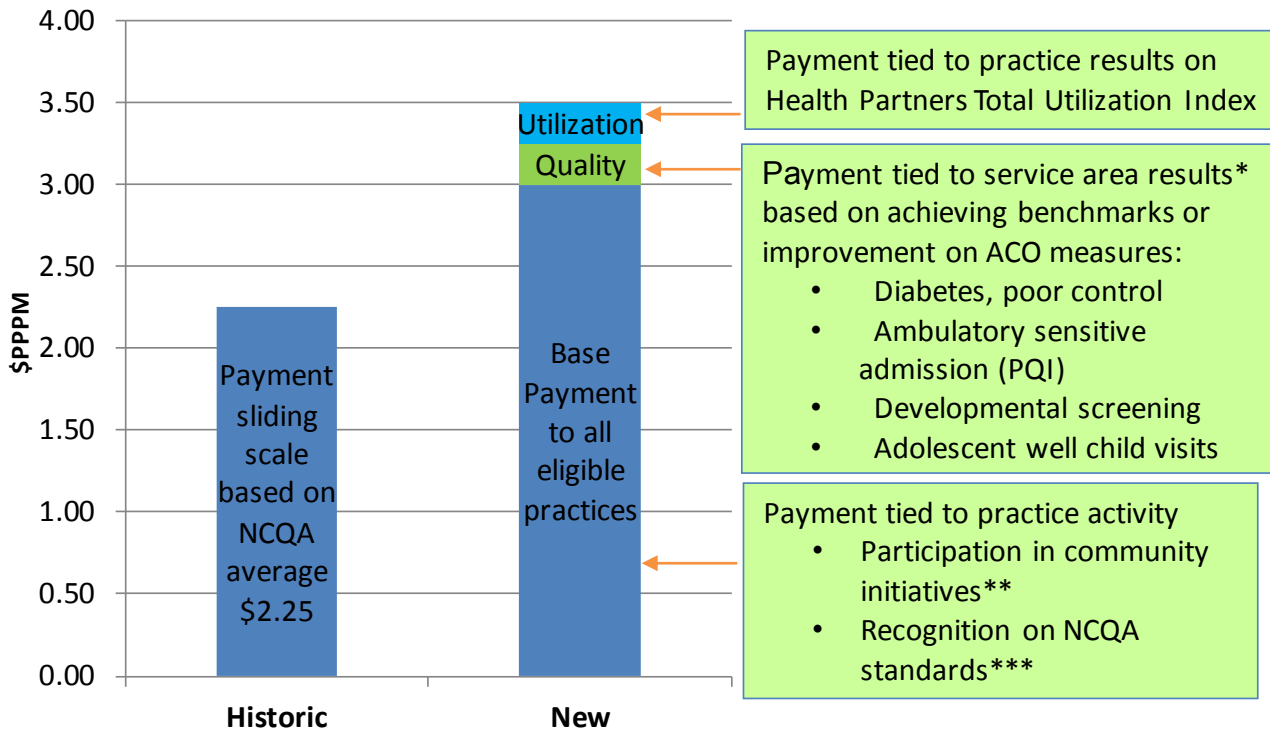 4.00
3.50
3.00
2.50
2.00
1.50
1.00
0.50
0.00
$PPPM
Payment
sliding
scale
based on
NCQA
average
$2.25
Historic
Utilization
Quality
Base
Payment
to all
eligible
practices
New
Payment tied to practice results on
Health Partners Total Utilization Index
Payment tied to service area results*
based on achieving benchmarks or
improvement on ACO measures:
• Diabetes, poor control
• Ambulatory sensitive
admission (PQI)
• Developmental screening
• Adolescent well child visits
Payment tied to practice activity
• Participation in community
initiatives**
• Recognition on NCQA
standards***